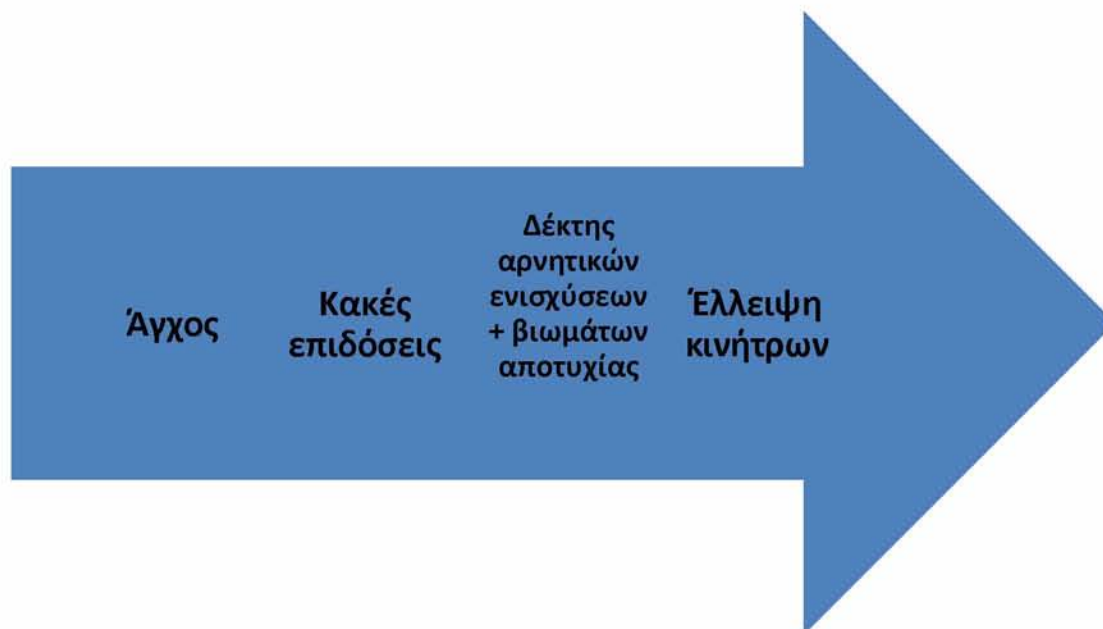 Άγχος
Κακές
επιδόσεις
Δέκτης
αρνητικών
ενισχύσεων
+ βιωμάτων
αποτυχίας
Έλλειψη
κινήτρων